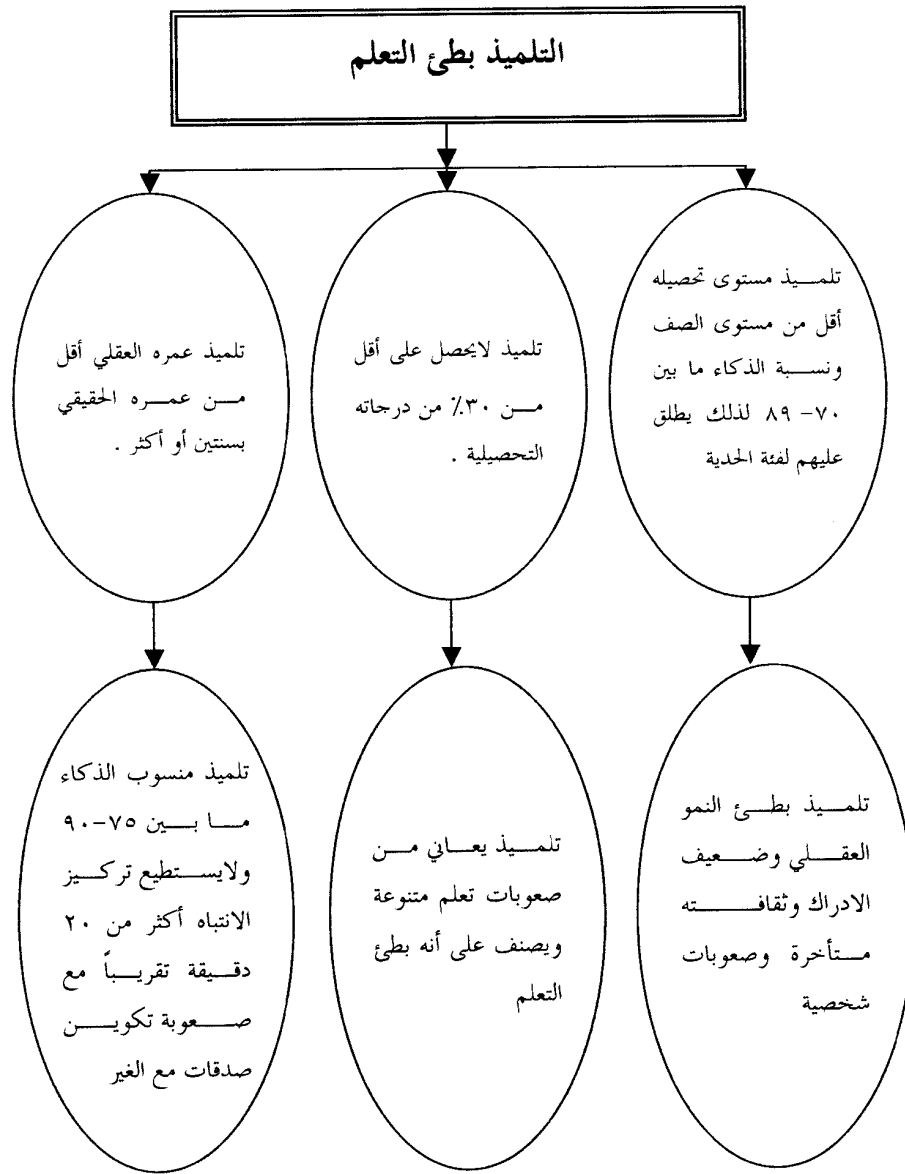 التلميذ بطئ التعلم
تلميذ مستوى تحصيله
أقل من مستوى الصف
ونسبة الذكاء ما بين
٧٠- ٨٩ لذلك يطلق
عليهم لفئة الحدية
تلميذ لايحصل على أقل
من ٣٠٪ من درجاته
التحصيلية .
تلميذ عمره العقلي أقل
من عمره الحقيقي
بسنتين أو أكثر .
تلميذ بطئ النمو
العقلي وضعيف
الادراك وثقافته
متأخرة وصعوبات
شخصية
تلميذ يعاني من
صعوبات تعلم متنوعة
ويصنف على أنه بطئ
التعلم
تلميذ منسوب الذكاء
ما بين ٧٥-٩٠
ولايستطيع تركيز
الانتباه أكثر من ٢٠
دقيقة تقريباً مع
صعوبة تكوين
صدقات مع الغير